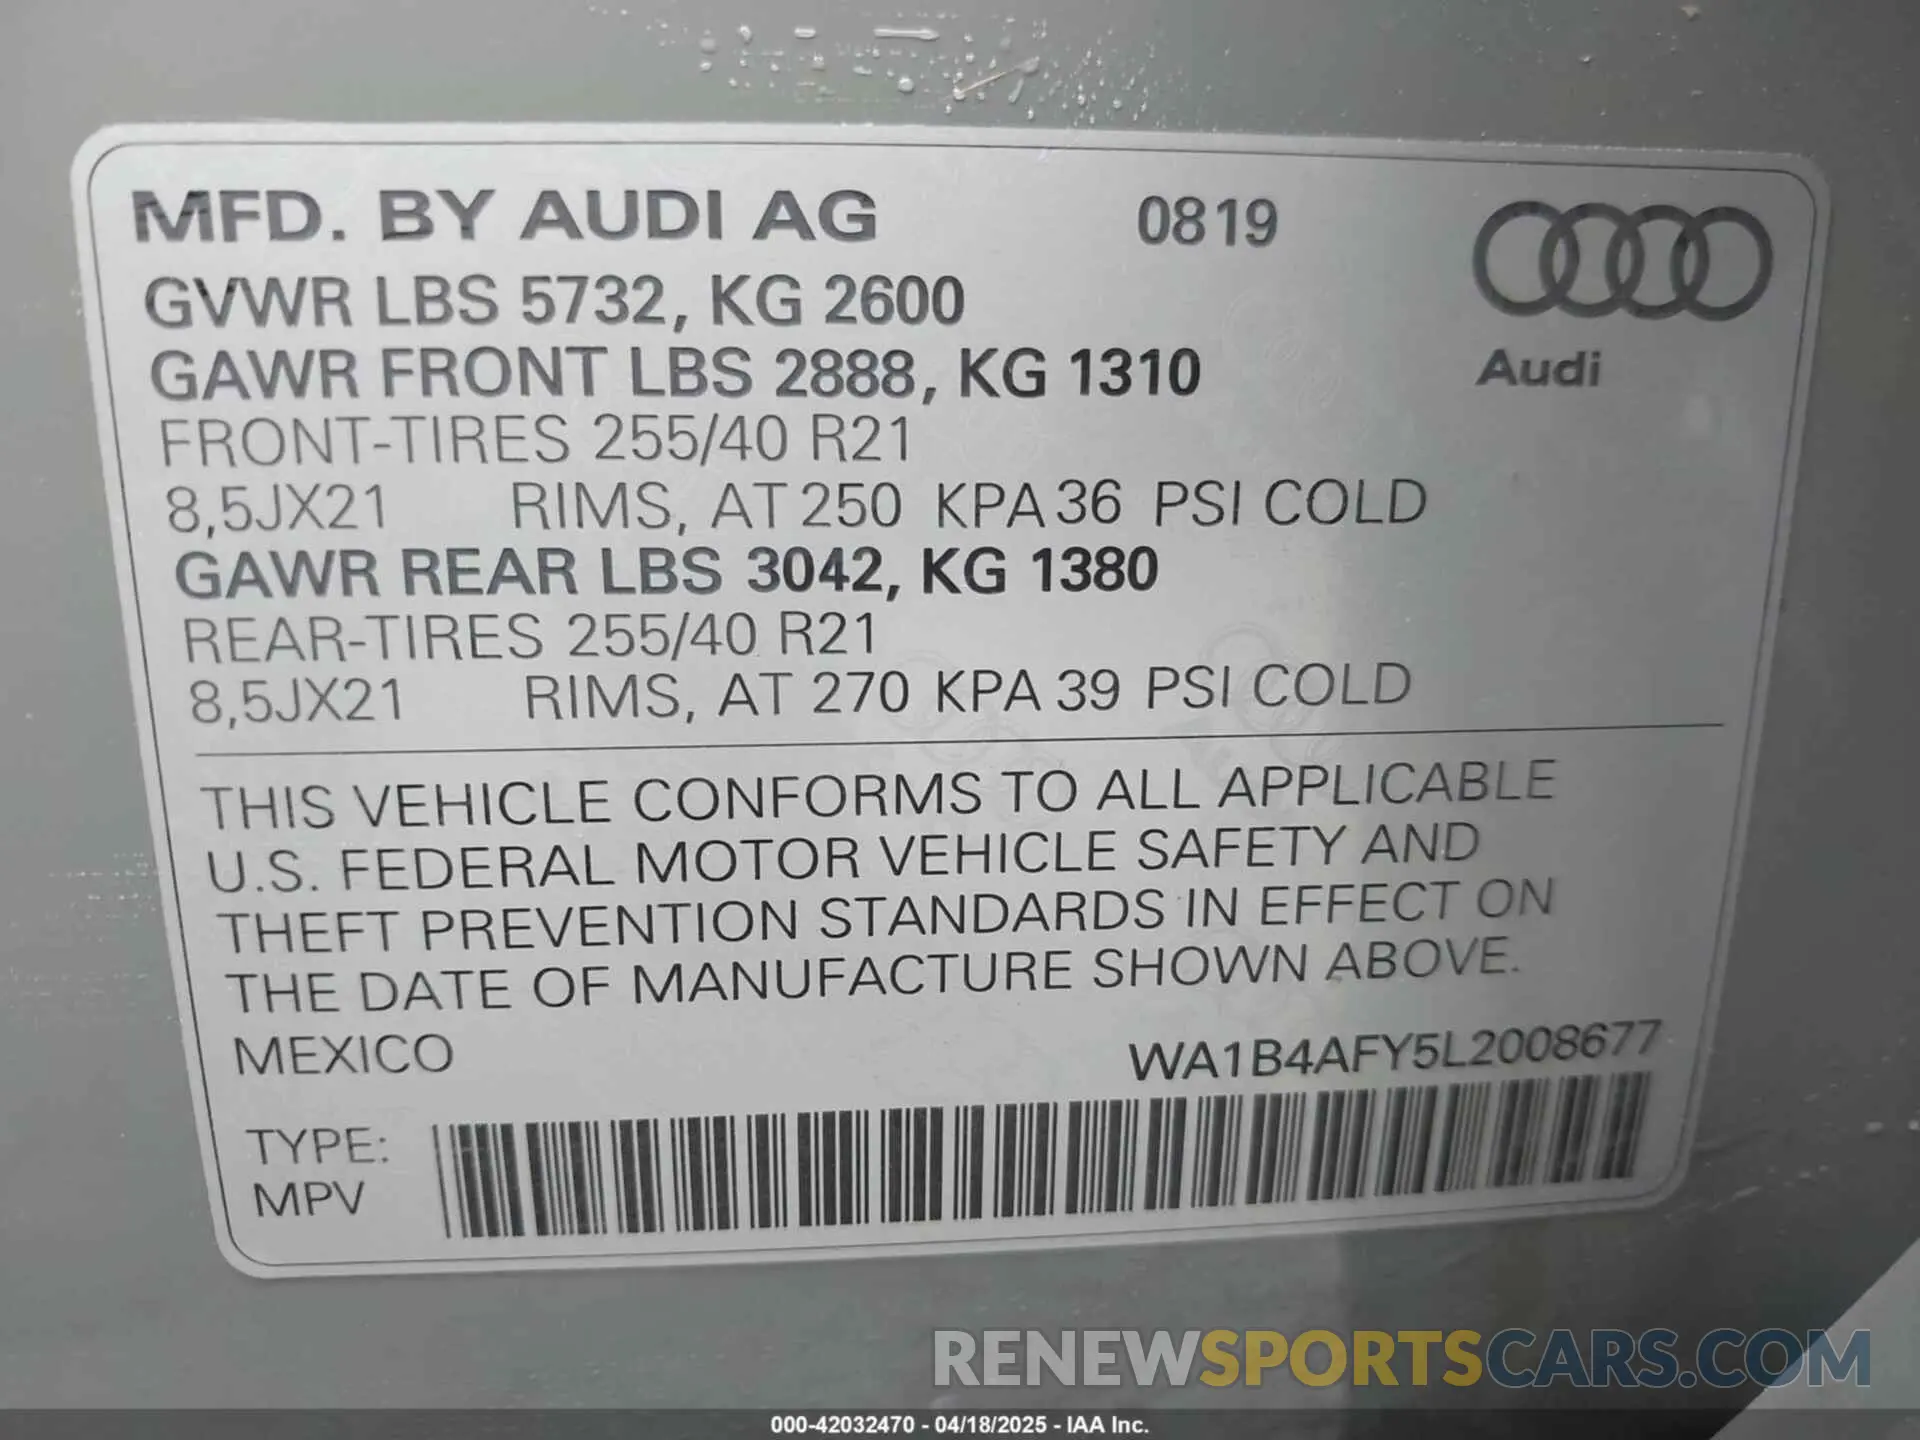 MFD. BY AUDI AG 0819
GVWR LBS 5732, KG 2600
GAWR FRONT LBS 2888, KG 1310
Audi
FRONT-TIRES 255/40 R21
8,5JX21 RIMS, AT 250 KPA 36 PSI COLD
GAWR REAR LBS 3042, KG 1380
REAR-TIRES 255/40 R21
8,5JX21 RIMS, AT 270 KPA 39 PSI COLD
THIS VEHICLE CONFORMS TO ALL APPLICABLE
U.S. FEDERAL MOTOR VEHICLE SAFETY AND
THEFT PREVENTION STANDARDS IN EFFECT ON
THE DATE OF MANUFACTURE SHOWN ABOVE.
MEXICO WA1B4AFY5L2008677
TYPE:
MPV
RENEWSPORTSCARS.COM
000-42032470 - 04/18/2025 - IAA Inc.